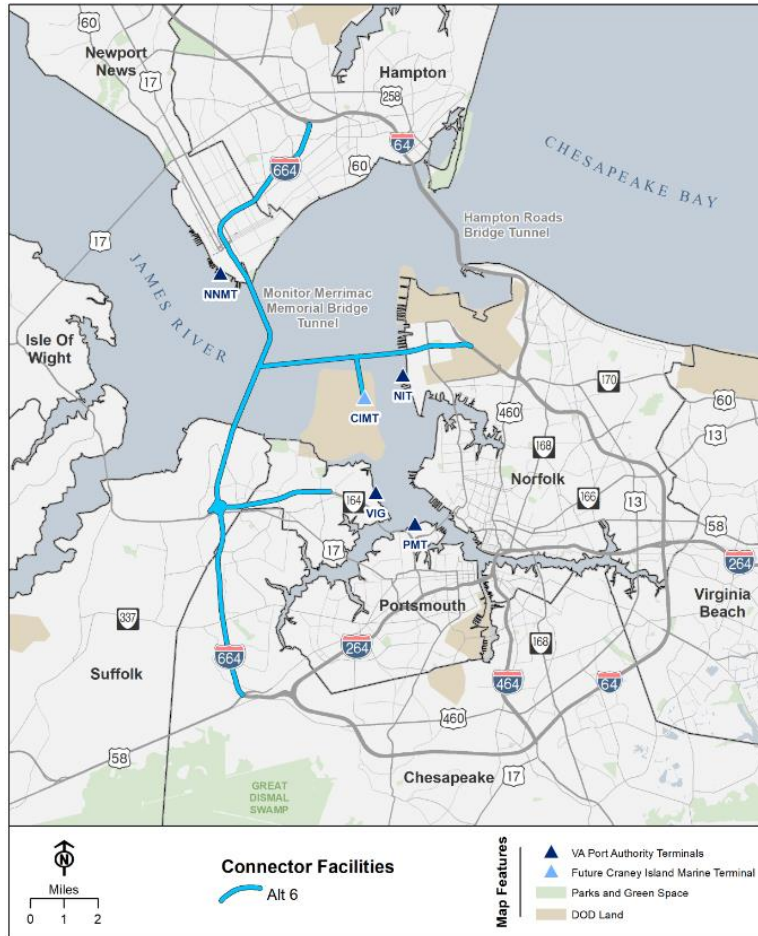 60
Newport
News
17
Hampton
258
64
664
60
CHESAPEAKE BAY
Hampton Roads
Bridge Tunnel
17
JAMES RIVER
NNMT
Monitor Merrimac
Memorial Bridge
Tunnel
Isle Of
Wight
NIT
CIMT
170
460
60
13
168
Norfolk
164
166
13
VIG
17
PMT
58
264
Virginia
Beach
Portsmouth
337
Suffolk
664
264
168
464
64
460
58
Chesapeake
17
GREAT
DISMAL
SWAMP
N
Miles
0 1 2
Connector Facilities
Alt 6
Map Features
VA Port Authority Terminals
Future Craney Island Marine Terminal
Parks and Green Space
DOD Land